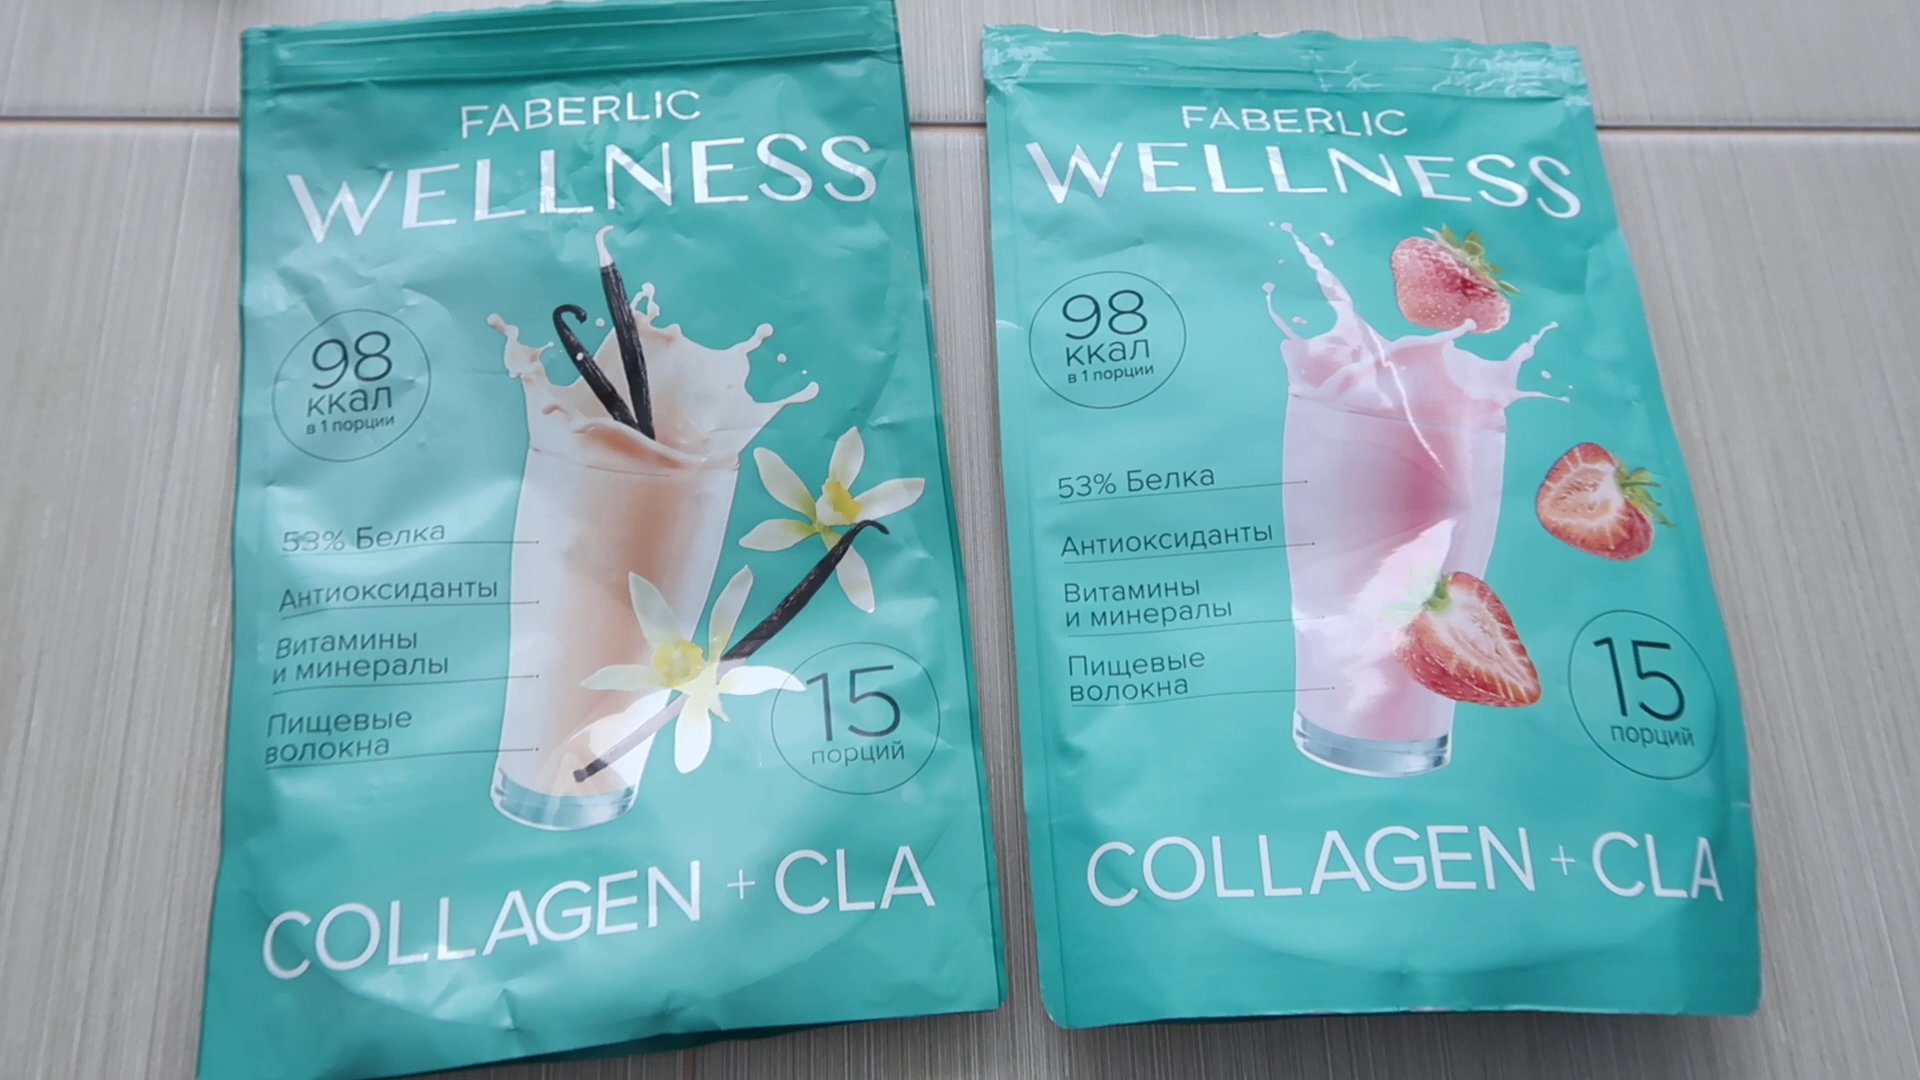 FABERLIC
WELLNESS
98
ккал
в 1 порции
53% Белка
Антиоксиданты
Витамины
и минералы
Пищевые
волокна
15
порций
COLLAGEN + CLA
FABERLIC
WELLNESS
98
ккал
в 1 порции
53% Белка
Антиоксиданты
Витамины
и минералы
Пищевые
волокна
15
порций
COLLAGEN + CLA